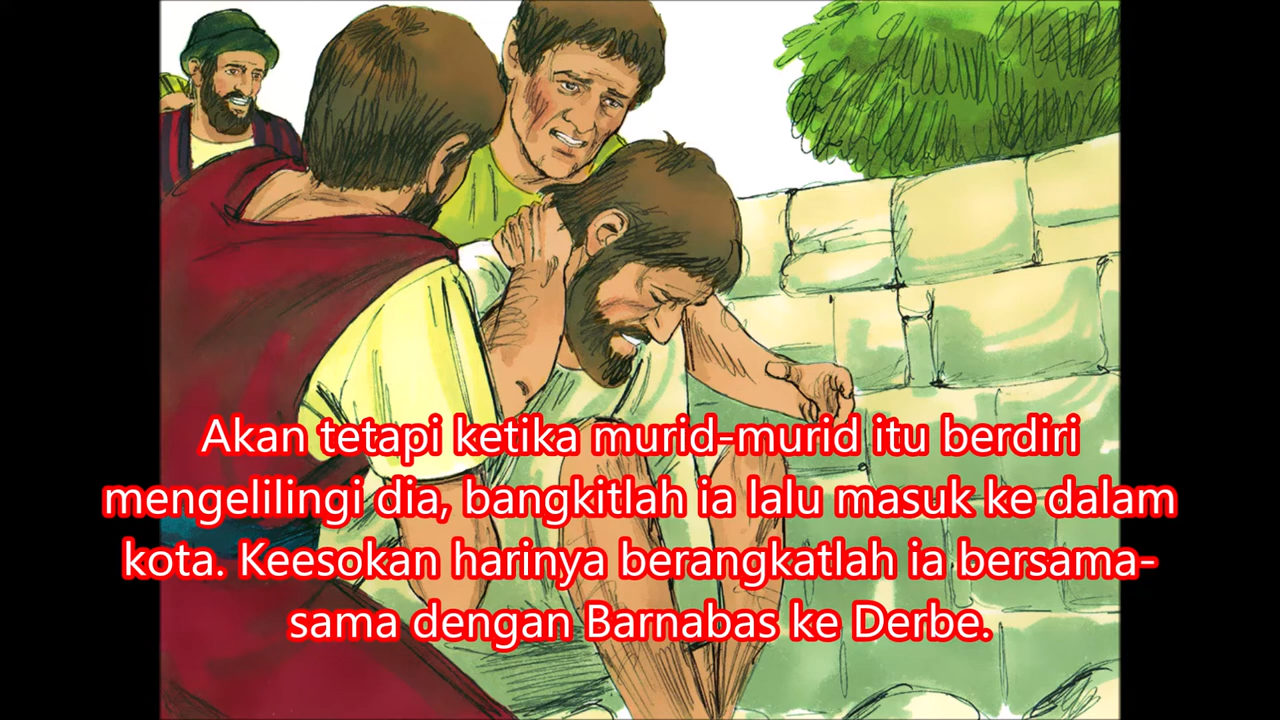 Akan tetapi ketika murid-murid itu berdiri
mengelilingi dia, bangkitlah ia lalu masuk ke dalam
kota. Keesokan harinya berangkatlah ia bersama-
sama dengan Barnabas ke Derbe.